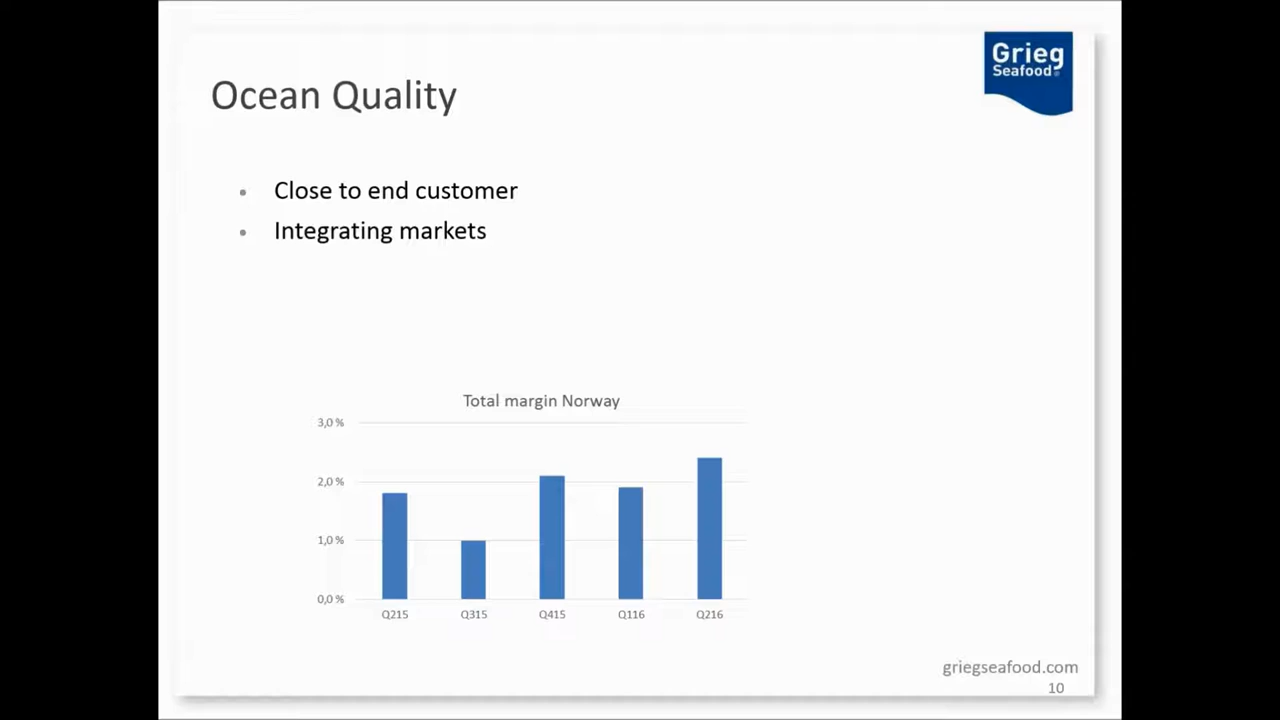 Grieg
Seafood®
Ocean Quality
• Close to end customer
• Integrating markets
Total margin Norway
3,0 %
2,0 %
1,0 %
0,0 %
Q215 Q315 Q415 Q116 Q216
griegseafood.com
10